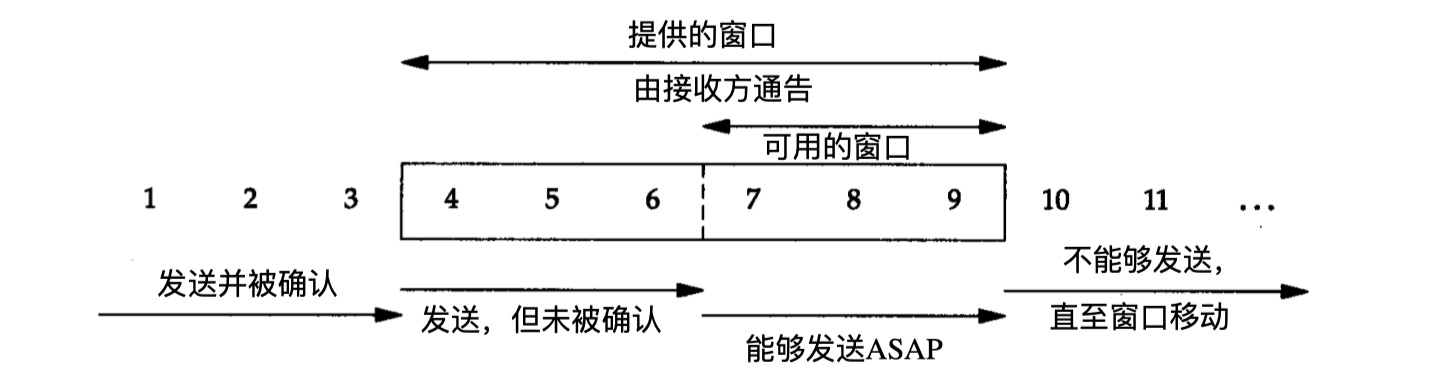 提供的窗口
由接收方通告
可用的窗口
1 2 3 4 5 6 7 8 9 10 11 ...
发送并被确认
发送，但未被确认
能够发送ASAP
不能够发送，
直至窗口移动